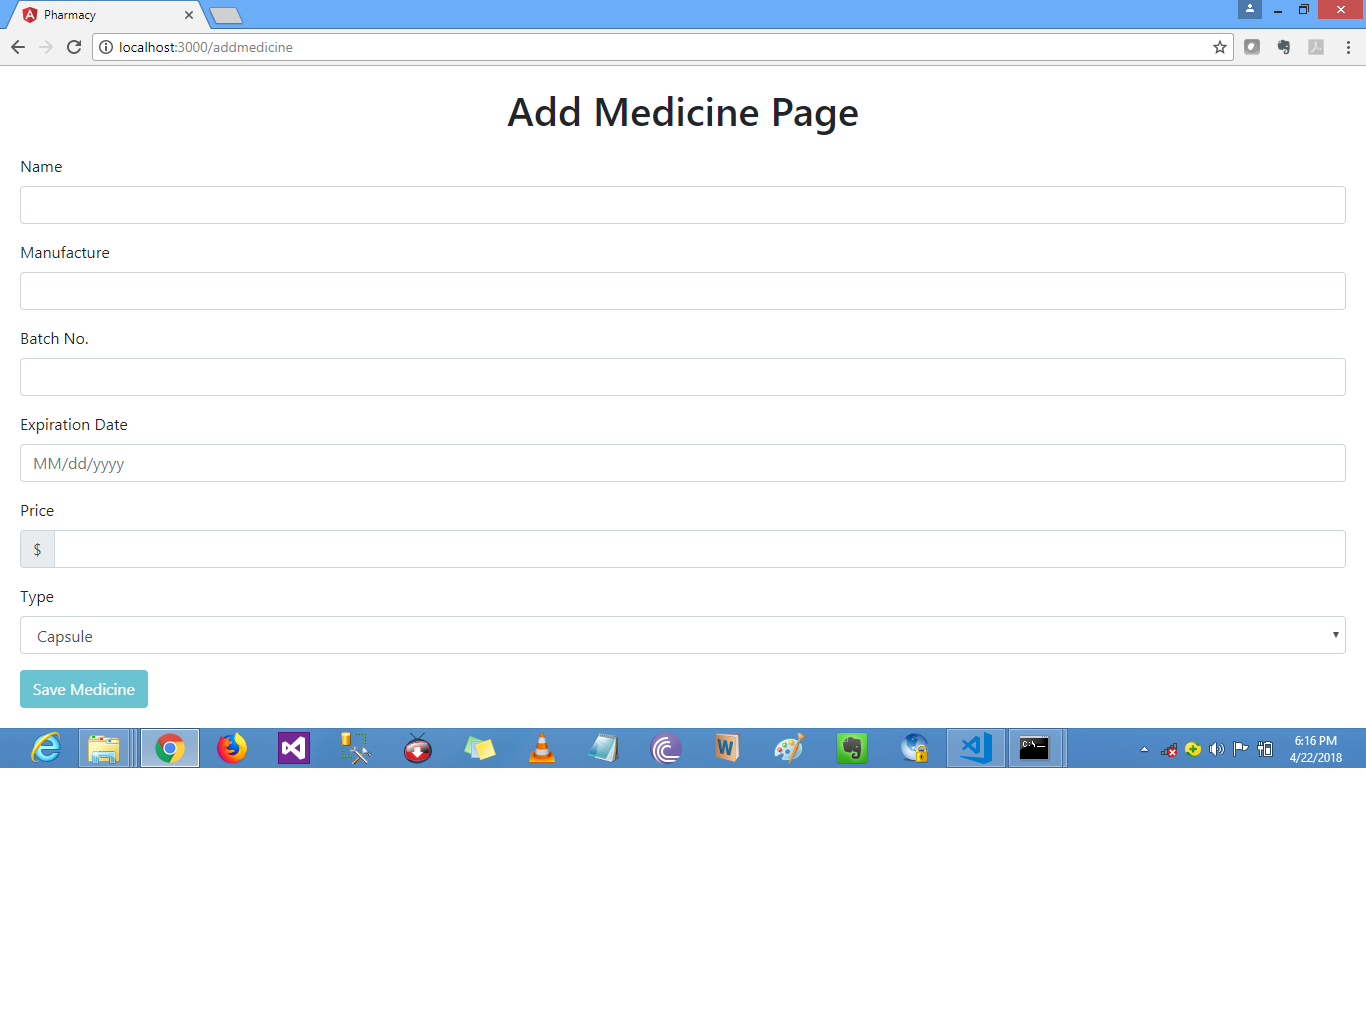 Pharmacy
localhost:3000/addmedicine
Add Medicine Page
Name
Manufacture
Batch No.
Expiration Date
MM/dd/yyyy
Price
$
Type
Capsule
Save Medicine
6:16 PM
4/22/2018